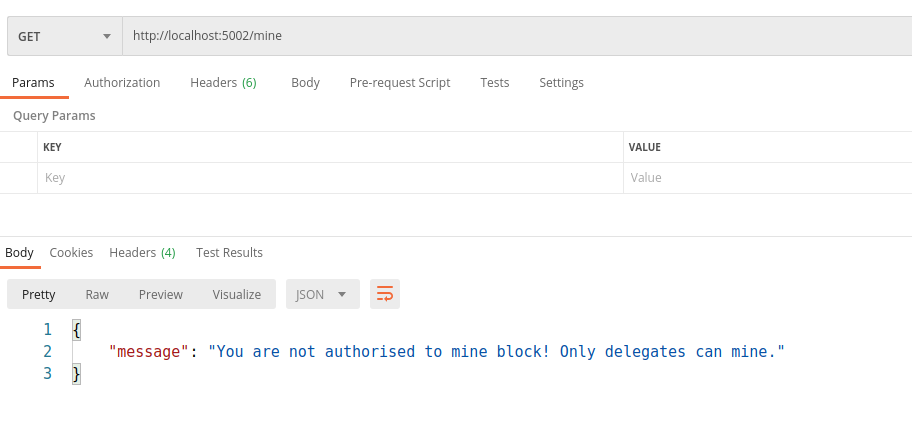 GET http://localhost:5002/mine
Params Authorization Headers (6) Body Pre-request Script Tests Settings
Query Params
KEY VALUE
Key Value
Body Cookies Headers (4) Test Results
Pretty Raw Preview Visualize JSON
1 {
2 "message": "You are not authorised to mine block! Only delegates can mine."
3 }